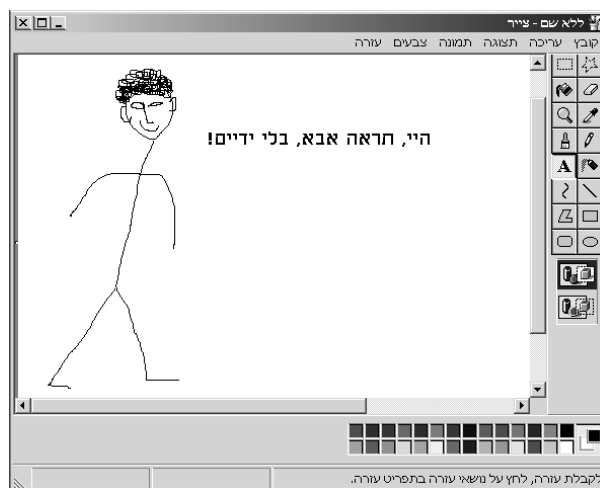 ללא שם - צייר
קובץ עריכה תצוגה תמונה צבעים עזרה
היי, תראה אבא, בלי ידיים!
A
לקבלת עזרה, לחץ על נושאי עזרה בתפריט עזרה.